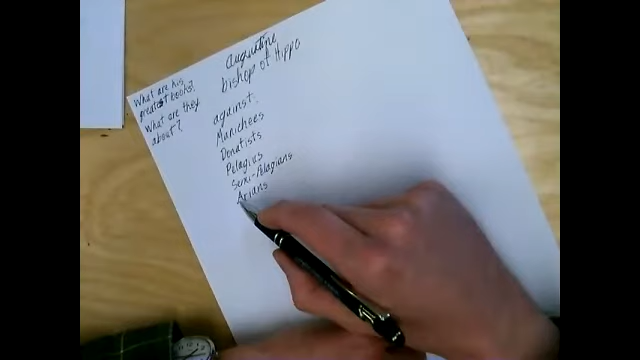 What are his
greatest books?
What are they
about?
augustine
bishop of Hippo
against:
Manichees
Donatists
Pelagius
Semi-Pelagians
Arians